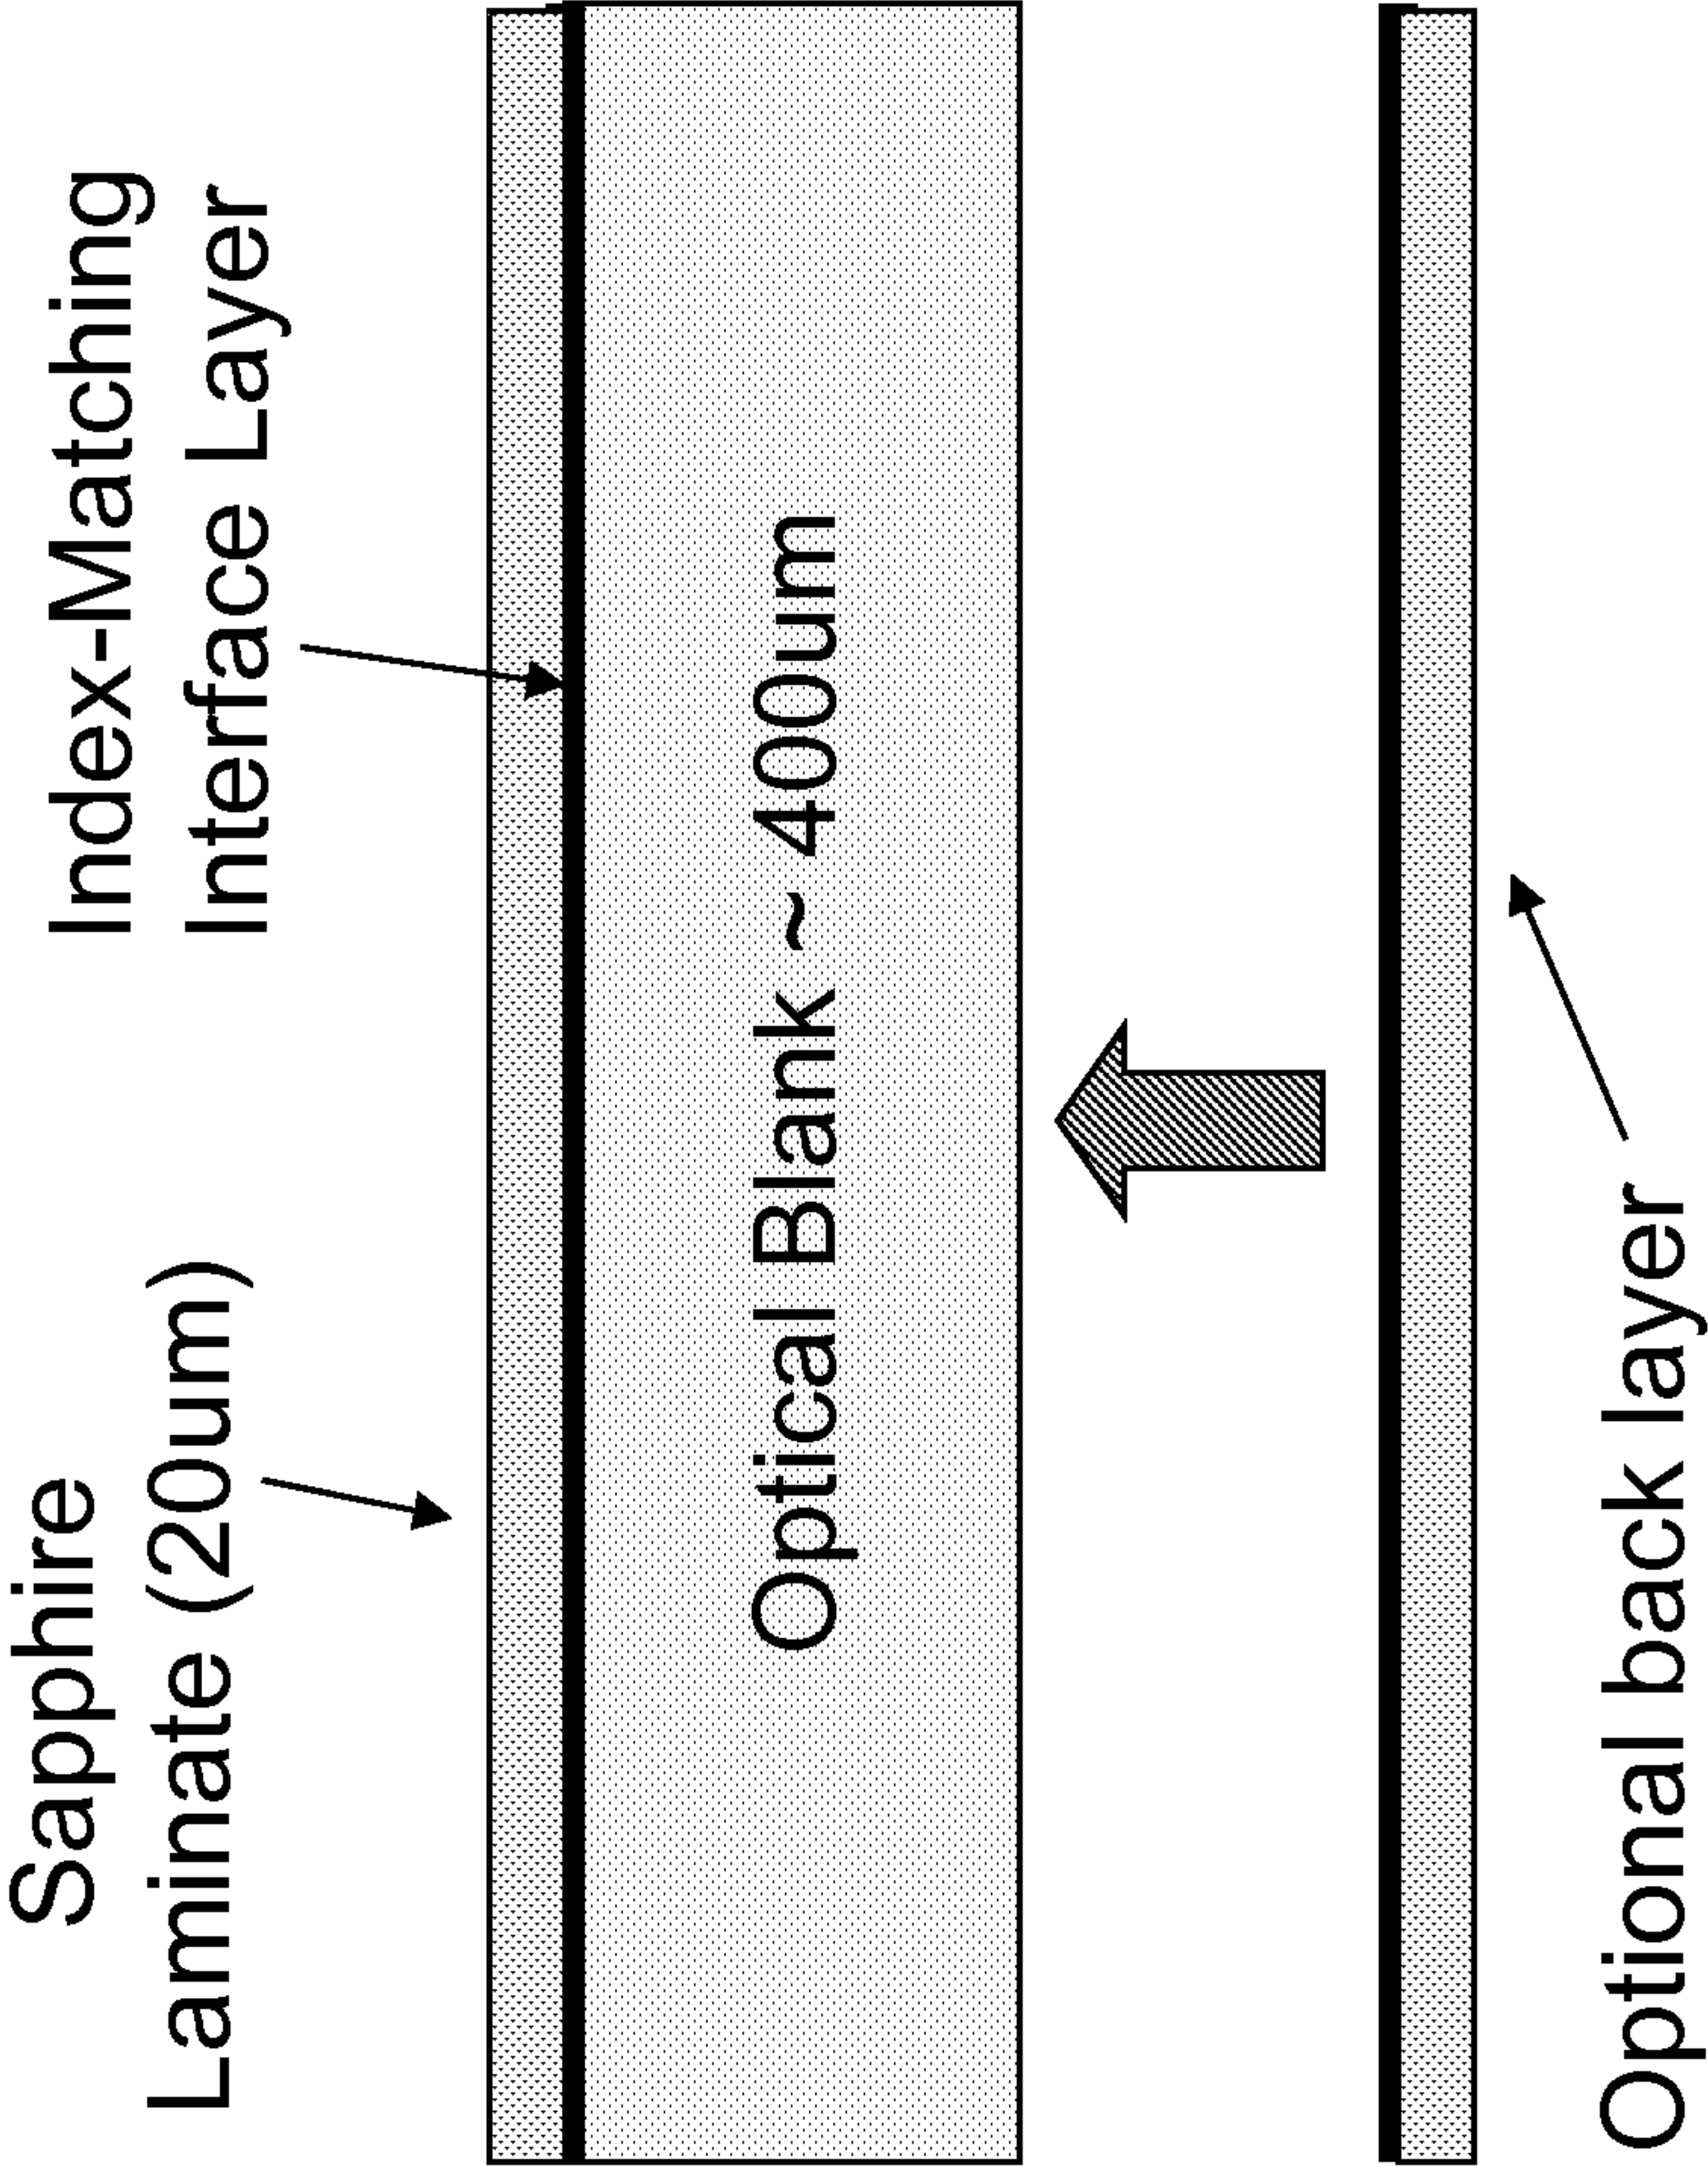 Sapphire
Laminate (20um)
Index-Matching
Interface Layer
Optical Blank ~ 400um
Optional back layer